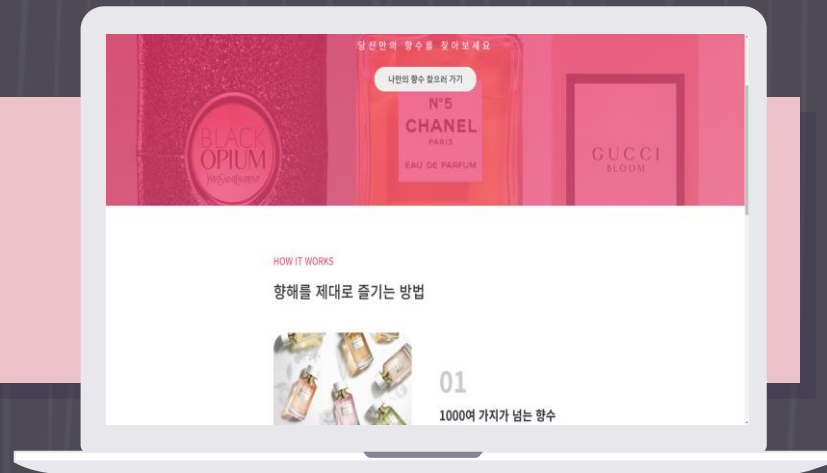 당신만의 향수를 찾아보세요
나만의 향수 찾으러 가기
BLACK
OPIUM
YVES SAINT LAURENT
N°5
CHANEL
PARIS
EAU DE PARFUM
GUCCI
BLOOM
HOW IT WORKS
향해를 제대로 즐기는 방법
01
1000여 가지가 넘는 향수